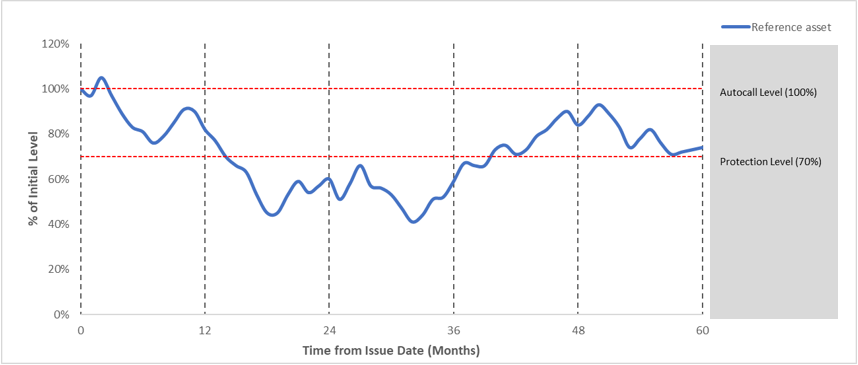 Reference asset
120%
100%
80%
60%
40%
20%
0%
% of Initial Level
Autocall Level (100%)
Protection Level (70%)
0 12 24 36 48 60
Time from Issue Date (Months)